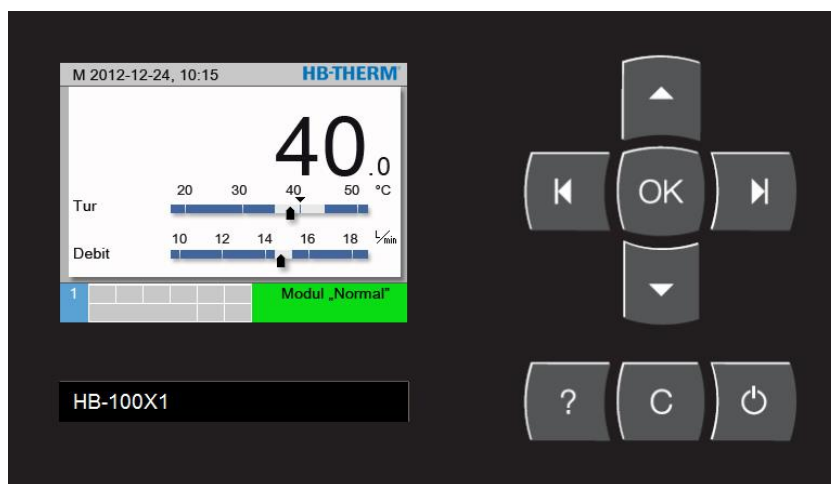 M 2012-12-24, 10:15 HB-THERM
40.0
20 30 40 50 °C
Tur
10 12 14 16 18 L/min
Debit
1 Modul „Normal"
HB-100X1
OK
? C